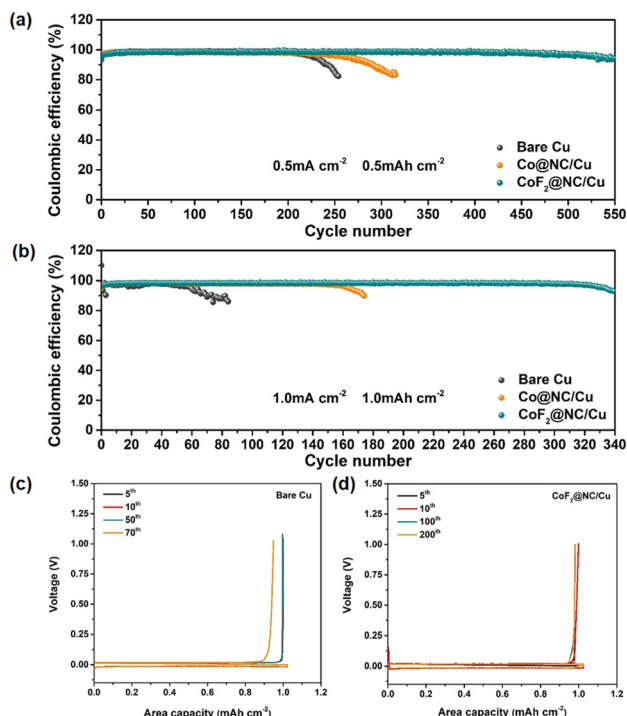 (a)
120
100
80
60
40
20
0
Coulombic efficiency (%)
0.5mA cm-2 0.5mAh cm-2
Bare Cu
Co@NC/Cu
CoF2@NC/Cu
0 50 100 150 200 250 300 350 400 450 500 550
Cycle number
(b)
120
100
80
60
40
20
0
Coulombic efficiency (%)
1.0mA cm-2 1.0mAh cm-2
Bare Cu
Co@NC/Cu
CoF2@NC/Cu
0 20 40 60 80 100 120 140 160 180 200 220 240 260 280 300 320 340
Cycle number
(c)
1.50
1.25
1.00
0.75
0.50
0.25
0.00
Voltage (V)
5th
10th
50th
70th
Bare Cu
0.0 0.2 0.4 0.6 0.8 1.0 1.2
Area capacity (mAh cm-2)
(d)
1.50
1.25
1.00
0.75
0.50
0.25
0.00
Voltage (V)
5th
10th
100th
200th
CoF2@NC/Cu
0.0 0.2 0.4 0.6 0.8 1.0 1.2
Area capacity (mAh cm-2)